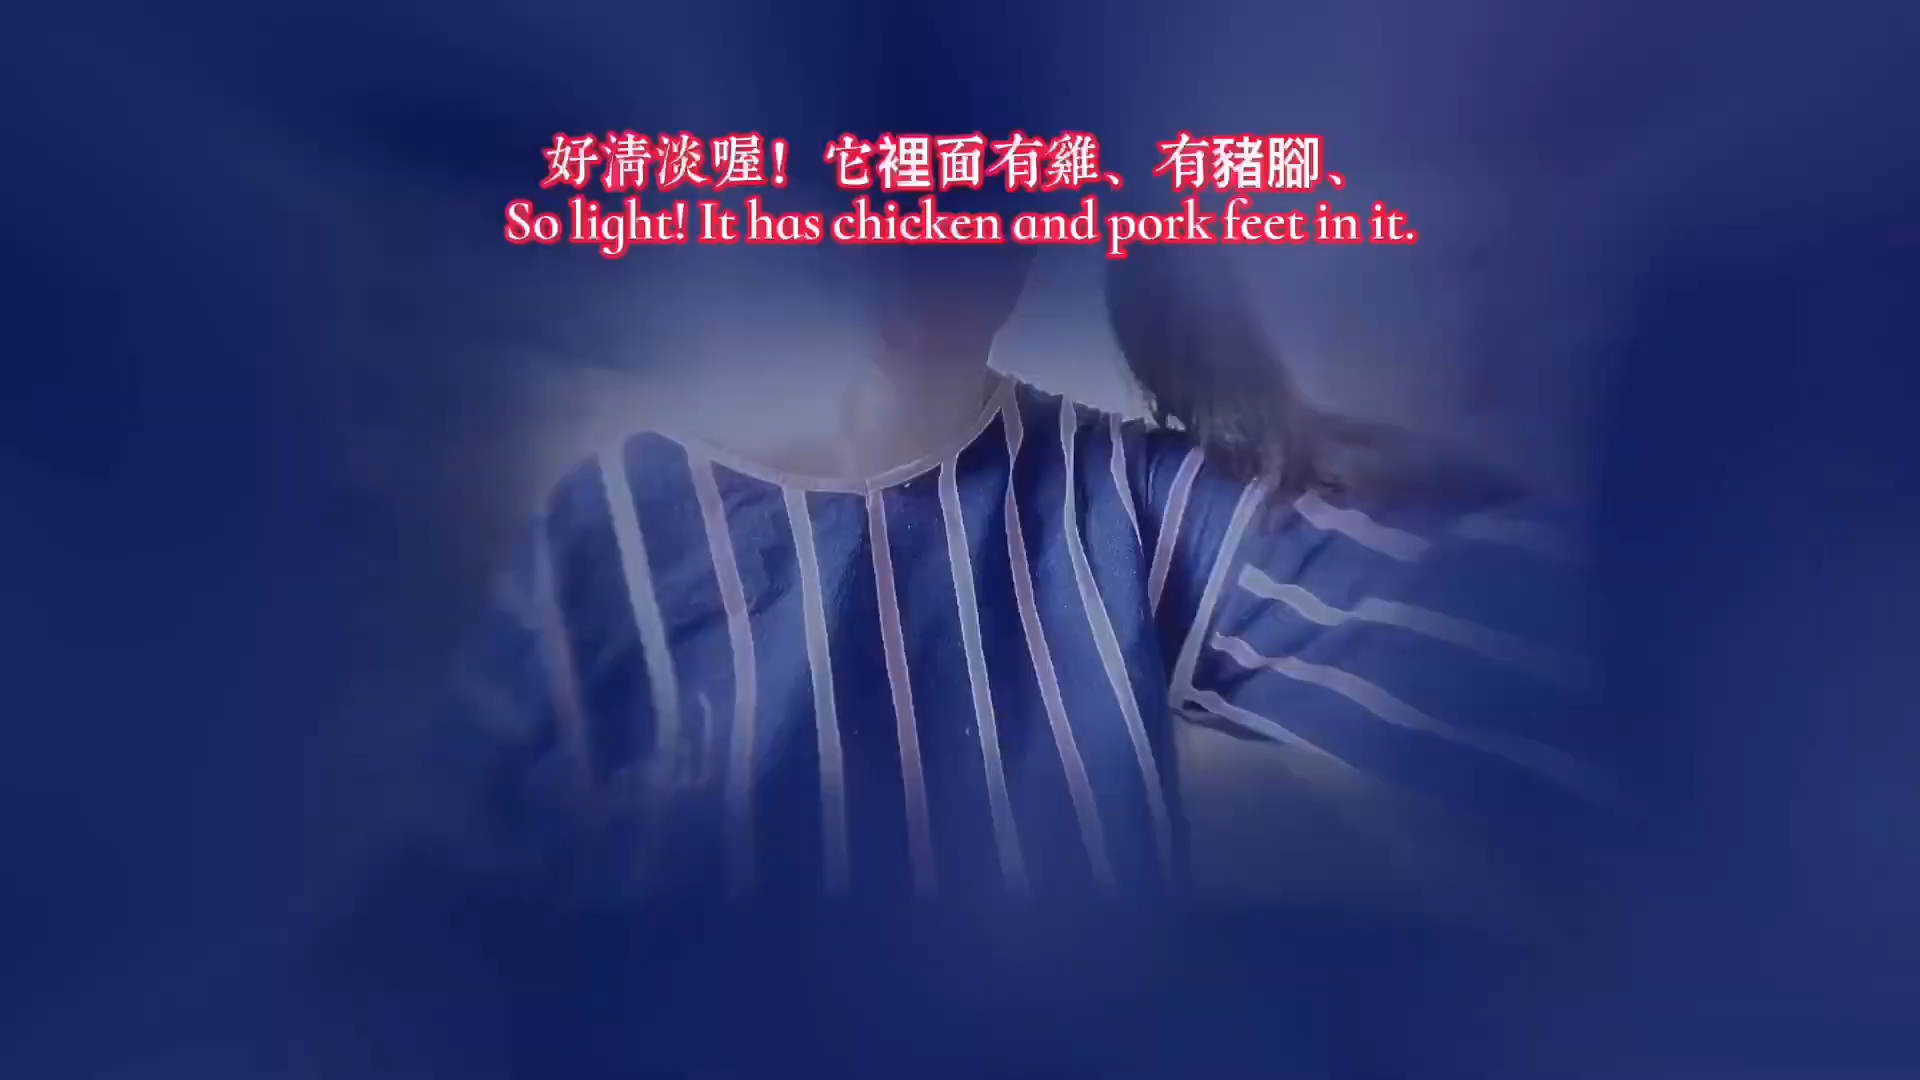 好清淡喔！它裡面有雞、有豬腳、
So light! It has chicken and pork feet in it.